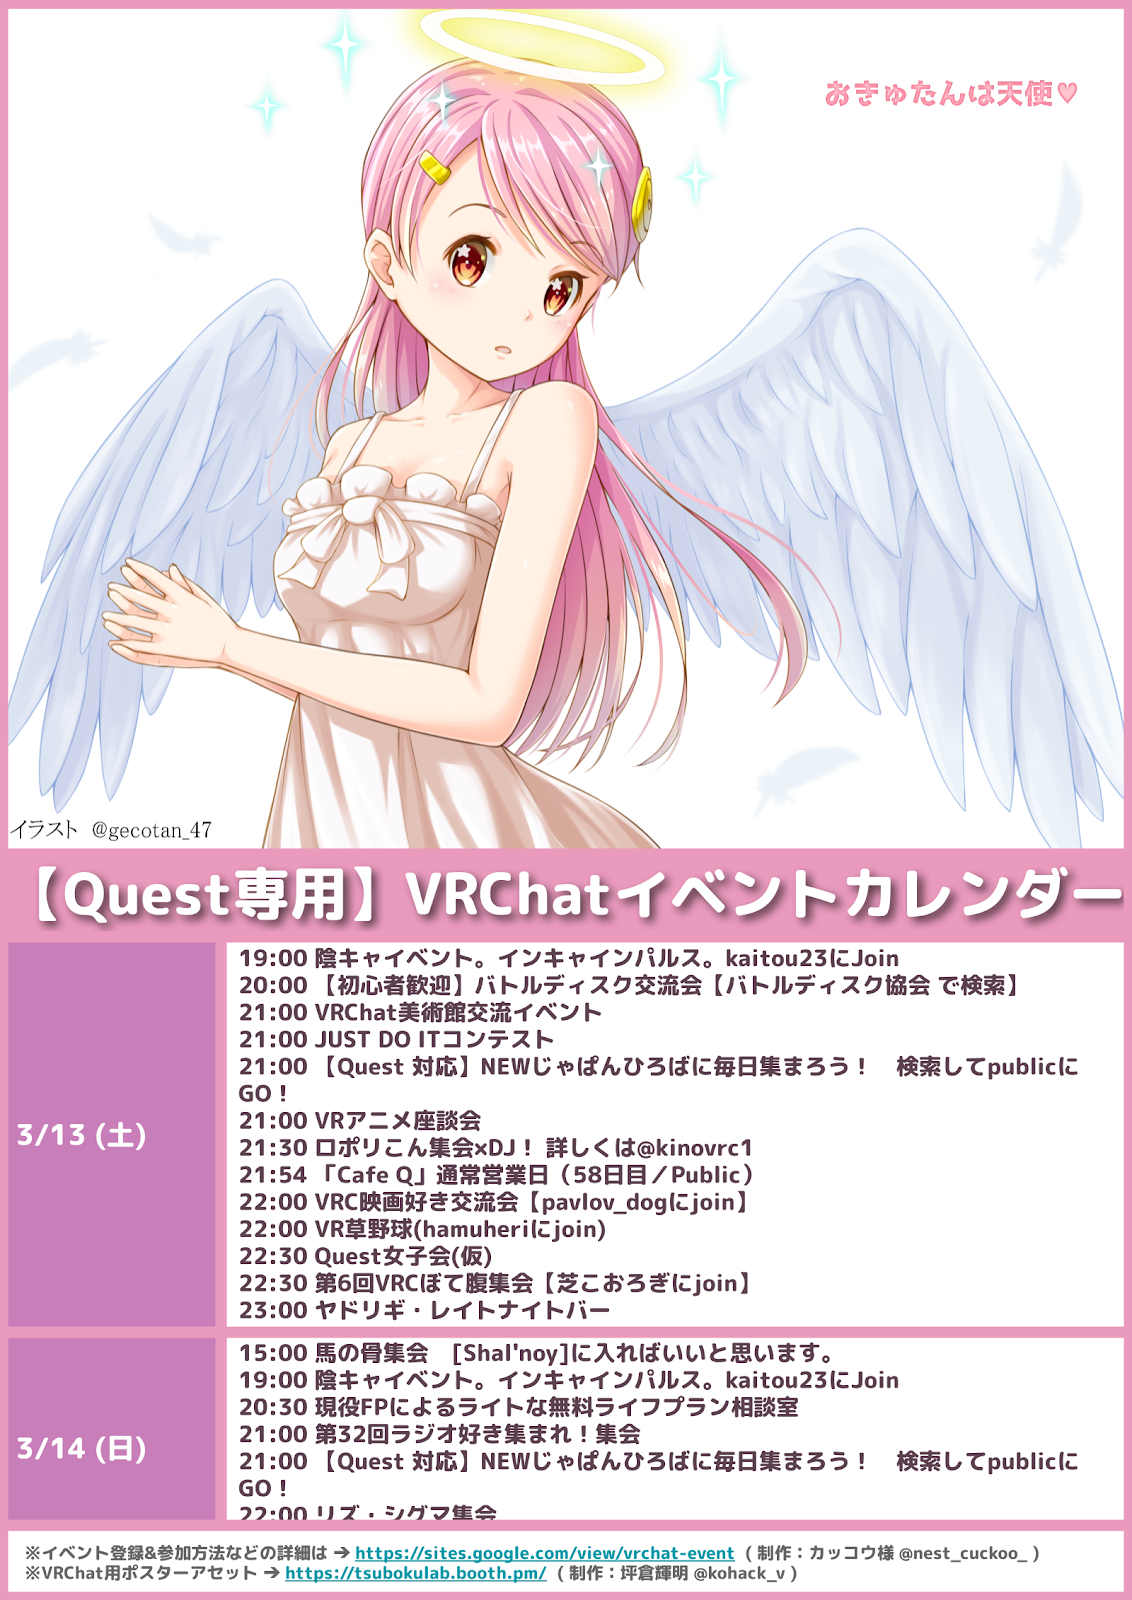 おきゅたんは天使♥
イラスト @gecotan_47
【Quest専用】VRChatイベントカレンダー
3/13 (土)
19:00 陰キャイベント。インキャインパルス。kaitou23にJoin
20:00 【初心者歓迎】バトルディスク交流会【バトルディスク協会 で検索】
21:00 VRChat美術館交流イベント
21:00 JUST DO ITコンテスト
21:00 【Quest 対応】NEWじゃぱんひろばに毎日集まろう！　検索してpublicに
GO！
21:00 VRアニメ座談会
21:30 ロポリこん集会×DJ！ 詳しくは@kinovrc1
21:54 「Cafe Q」通常営業日（58日目／Public）
22:00 VRC映画好き交流会【pavlov_dogにjoin】
22:00 VR草野球(hamuheriにjoin)
22:30 Quest女子会(仮)
22:30 第6回VRCぽて腹集会【芝こおろぎにjoin】
23:00 ヤドリギ・レイトナイトバー
3/14 (日)
15:00 馬の骨集会　[Shal'noy]に入ればいいと思います。
19:00 陰キャイベント。インキャインパルス。kaitou23にJoin
20:30 現役FPによるライトな無料ライフプラン相談室
21:00 第32回ラジオ好き集まれ！集会
21:00 【Quest 対応】NEWじゃぱんひろばに毎日集まろう！　検索してpublicに
GO！
22:00 リズ・シグマ集会
※イベント登録&参加方法などの詳細は → https://sites.google.com/view/vrchat-event ( 制作：カッコウ様 @nest_cuckoo_ )
※VRChat用ポスターアセット → https://tsubokulab.booth.pm/ ( 制作：坪倉輝明 @kohack_v )